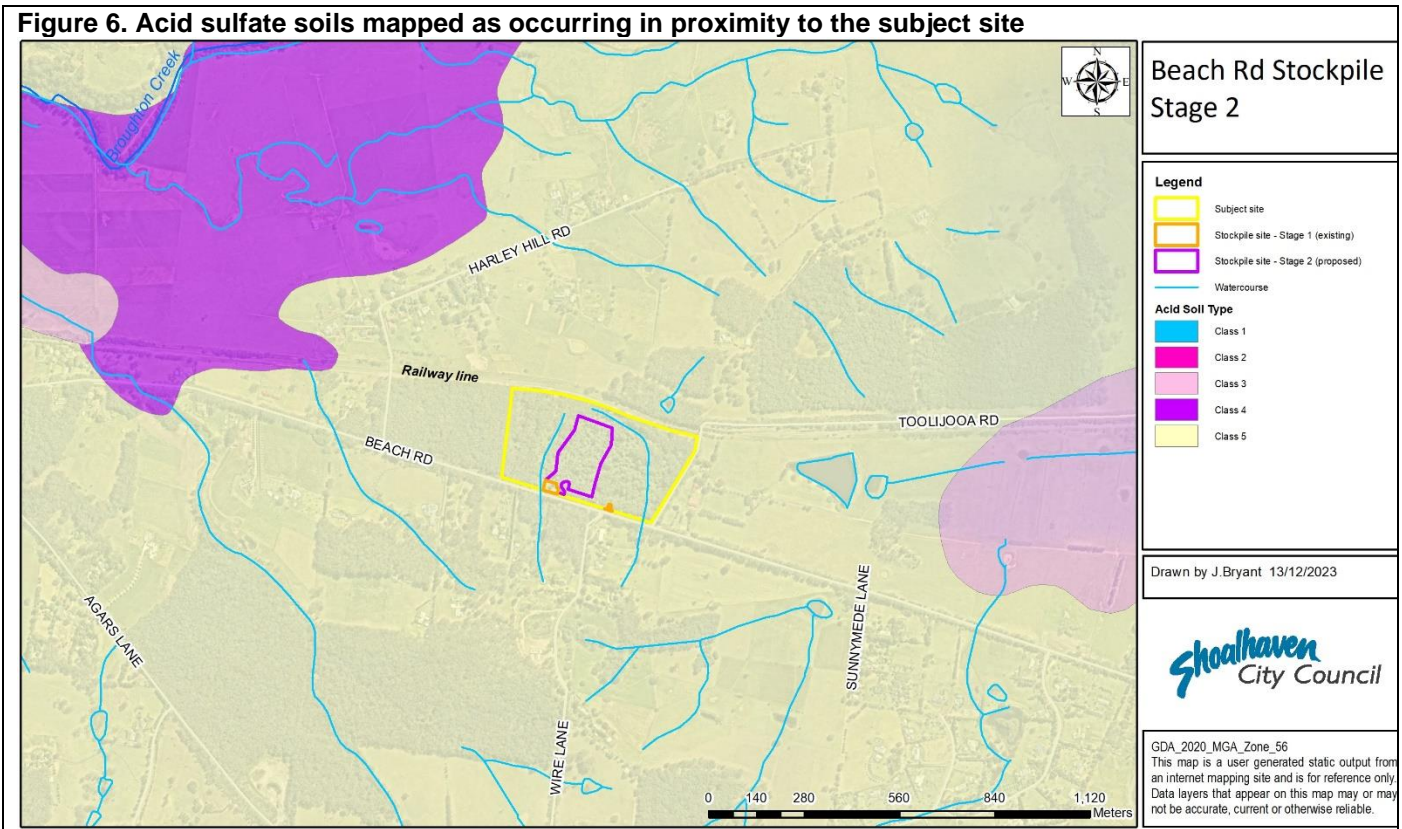 Figure 6. Acid sulfate soils mapped as occurring in proximity to the subject site
Broughton Creek
HARLEY HILL RD
Railway line
BEACH RD
TOOLIJOOA RD
AGARS LANE
SUNNYMEDE LANE
WIRE LANE
N
W
E
S
0 140 280 560 840 1,120
Meters
Beach Rd Stockpile
Stage 2
Legend
Subject site
Stockpile site - Stage 1 (existing)
Stockpile site - Stage 2 (proposed)
Watercourse
Acid Soil Type
Class 1
Class 2
Class 3
Class 4
Class 5
Drawn by J.Bryant 13/12/2023
Shoalhaven
City Council
GDA_2020_MGA_Zone_56
This map is a user generated static output from
an internet mapping site and is for reference only.
Data layers that appear on this map may or may
not be accurate, current or otherwise reliable.